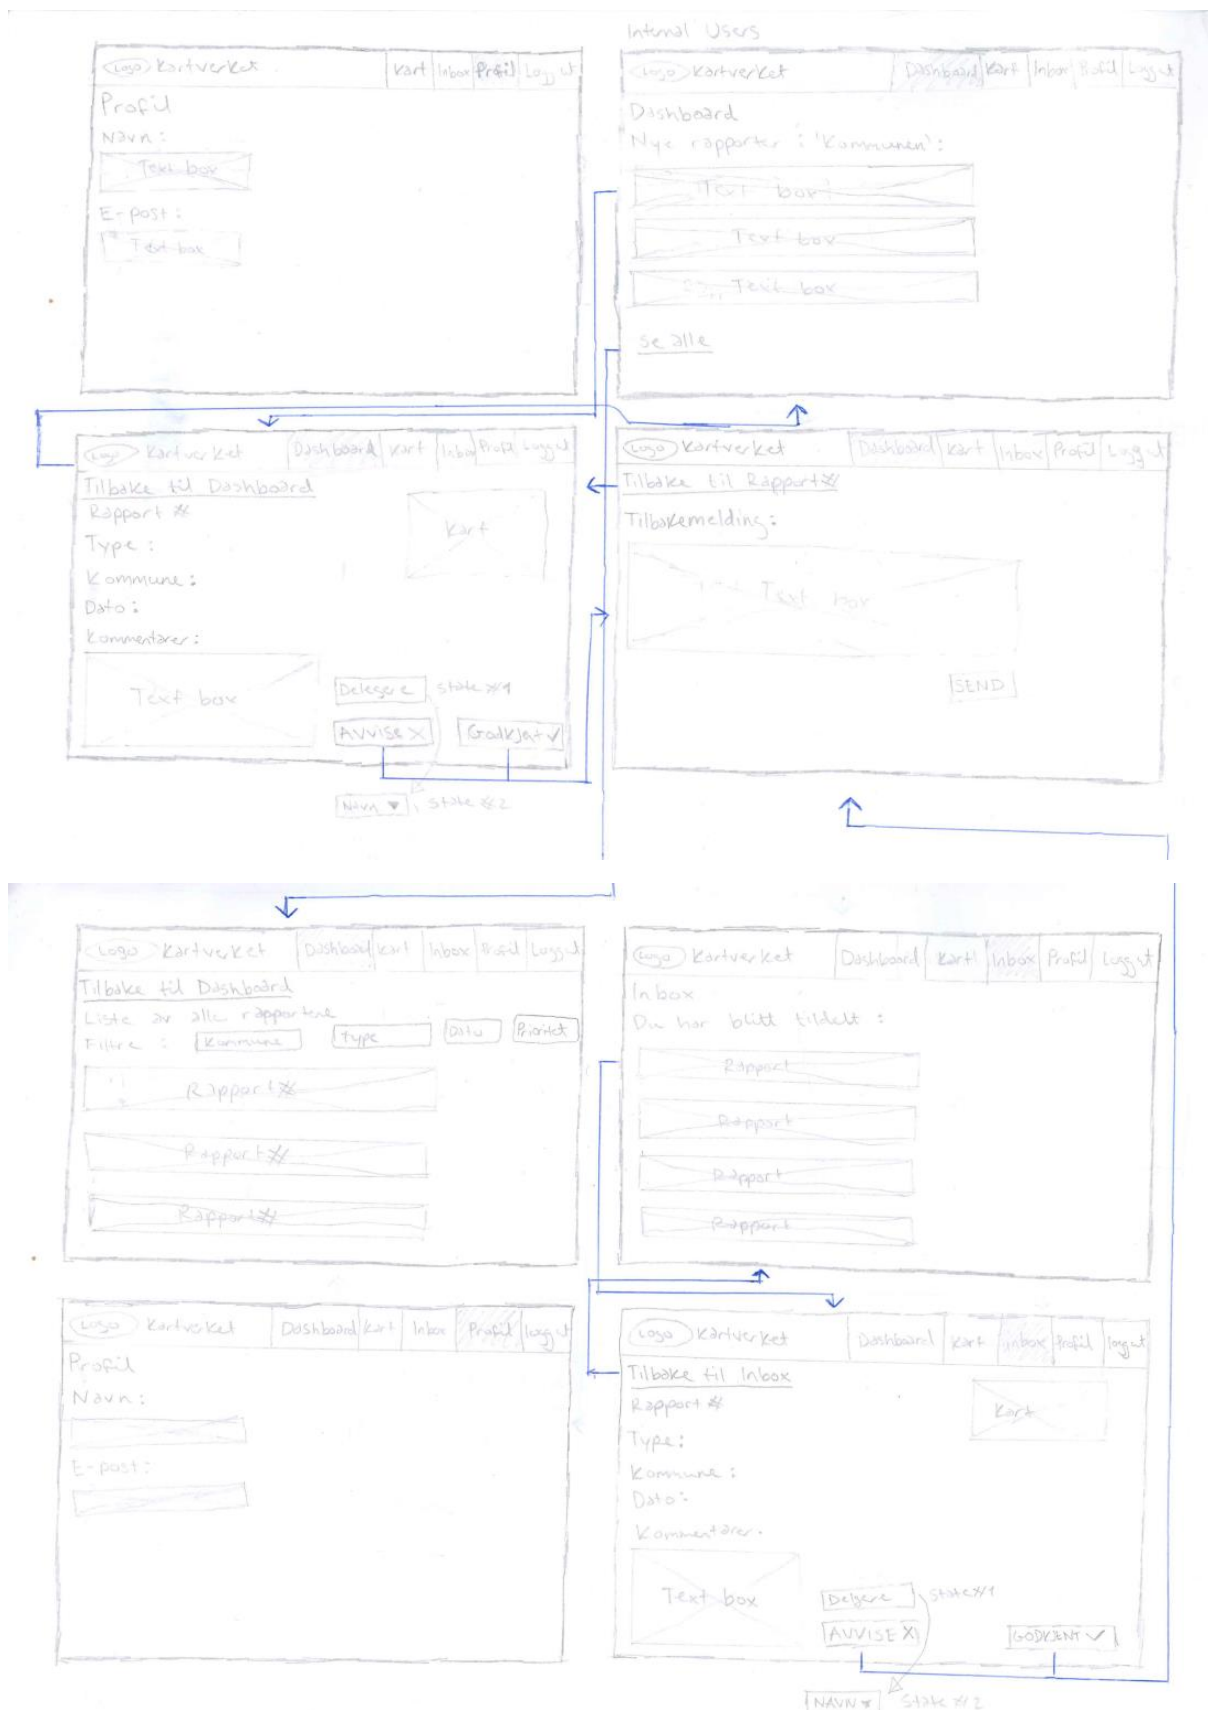 Logo Kartverket Kart Inbox Profil Logg ut
Profil
Navn:
Text box
E-post:
Text box
Internal Users
Logo Kartverket Dashboard Kart Inbox Profil Logg ut
Dashboard
Nye rapporter i 'Kommunen':
Text box
Text box
Text box
se alle
Logo Kartverket Dashboard Kart Inbox Profil Logg ut
Tilbake til Dashboard
Rapport #
Kart
Type:
Kommune:
Dato:
Kommentarer:
Text box
Delegere state #1
AVVISE X Godkjent ✓
Navn ▼ state #2
Logo Kartverket Dashboard Kart Inbox Profil Logg ut
Tilbake til Rapport #
Tilbakemelding:
Text box
SEND
Logo Kartverket Dashboard Kart Inbox Profil Logg ut
Tilbake til Dashboard
Liste av alle rapportene
Filtre : Kommune Type Dato Prioritet
Rapport #
Rapport #
Rapport #
Logo Kartverket Dashboard Kart Inbox Profil Logg ut
Inbox
Du har blitt tildelt :
Rapport
Rapport
Rapport
Rapport
Logo Kartverket Dashboard Kart Inbox Profil logg ut
Profil
Navn:
E-post:
Logo Kartverket Dashboard Kart Inbox Profil logg ut
Tilbake til Inbox
Rapport #
Kart
Type:
Kommune:
Dato:
Kommentarer:
Text box
Delgere state #1
AVVISE X GODKJENT ✓
NAVN ▼ state #2